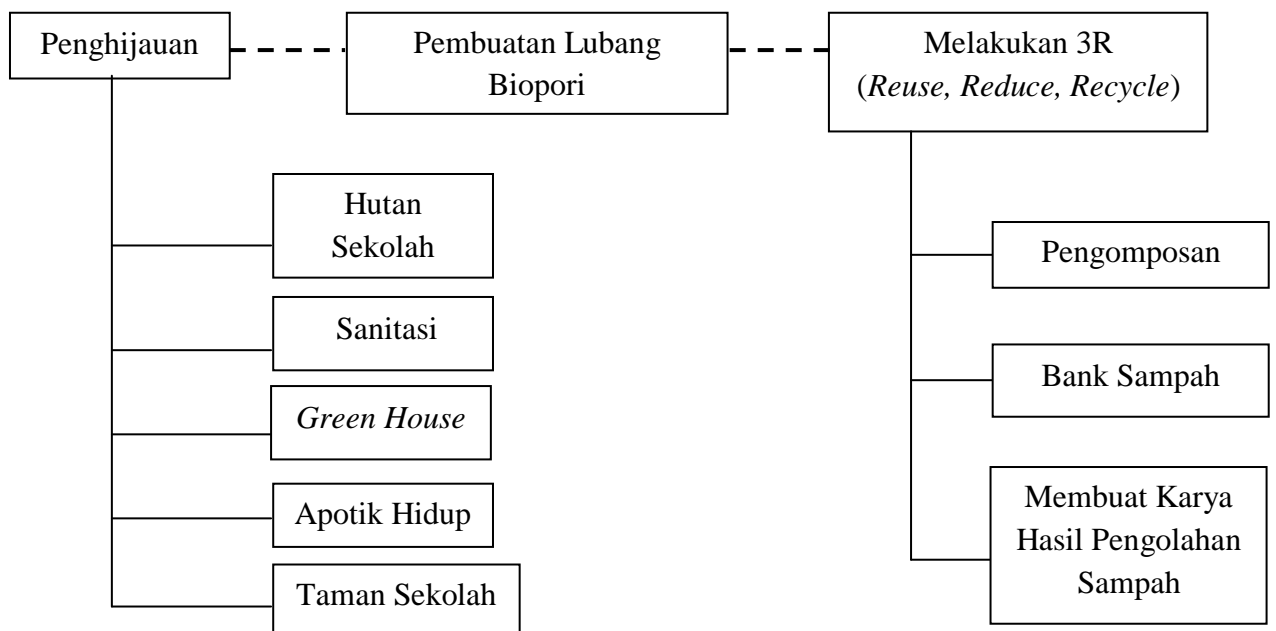 Penghijauan
Pembuatan Lubang
Biopori
Melakukan 3R
(Reuse, Reduce, Recycle)
Hutan
Sekolah
Sanitasi
Green House
Apotik Hidup
Taman Sekolah
Pengomposan
Bank Sampah
Membuat Karya
Hasil Pengolahan
Sampah